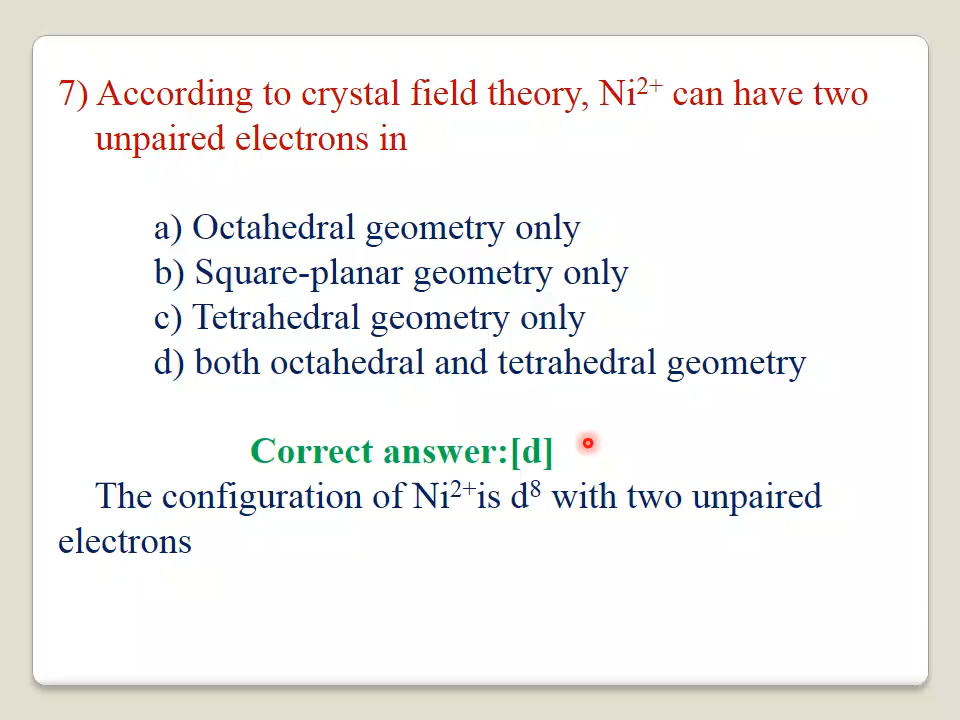 7) According to crystal field theory, Ni²⁺ can have two
unpaired electrons in
a) Octahedral geometry only
b) Square-planar geometry only
c) Tetrahedral geometry only
d) both octahedral and tetrahedral geometry
Correct answer:[d]
The configuration of Ni²⁺is d⁸ with two unpaired
electrons